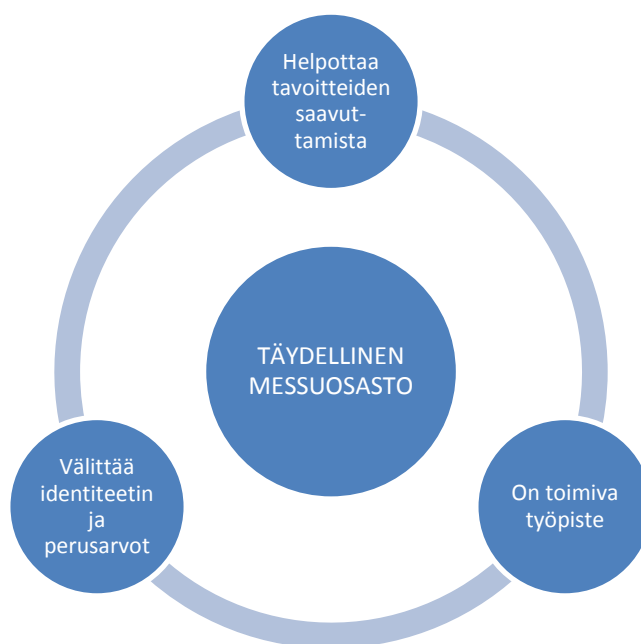 Helpottaa
tavoitteiden
saavut-
tamista
TÄYDELLINEN
MESSUOSASTO
Välittää
identiteetin
ja
perusarvot
On toimiva
työpiste